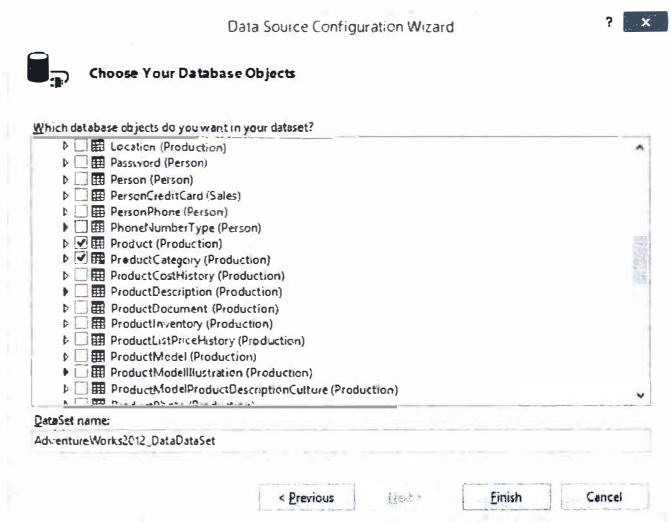 Data Source Configuration Wizard
? x
Choose Your Database Objects
Which database objects do you want in your dataset?
Location (Production)
Password (Person)
Person (Person)
PersonCreditCard (Sales)
PersonPhone (Person)
PhoneNumberType (Person)
Product (Production)
ProductCategory (Production)
ProductCostHistory (Production)
ProductDescription (Production)
ProductDocument (Production)
ProductInventory (Production)
ProductListPriceHistory (Production)
ProductModel (Production)
ProductModelIllustration (Production)
ProductModelProductDescriptionCulture (Production)
DataSet name:
AdventureWorks2012_DataDataSet
< Previous
Next >
Finish
Cancel